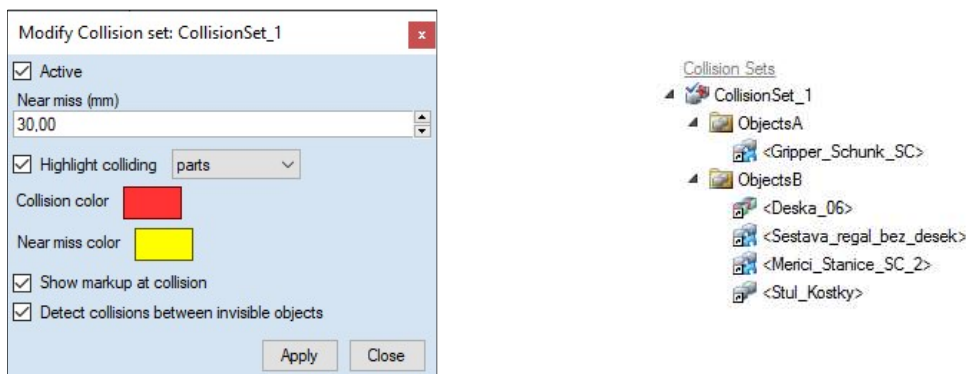 Modify Collision set: CollisionSet_1
x
Active
Near miss (mm)
30,00
Highlight colliding parts
Collision color
Near miss color
Show markup at collision
Detect collisions between invisible objects
Apply Close
Collision Sets
CollisionSet_1
ObjectsA
<Gripper_Schunk_SC>
ObjectsB
<Deska_06>
<Sestava_regal_bez_desek>
<Merici_Stanice_SC_2>
<Stul_Kostky>